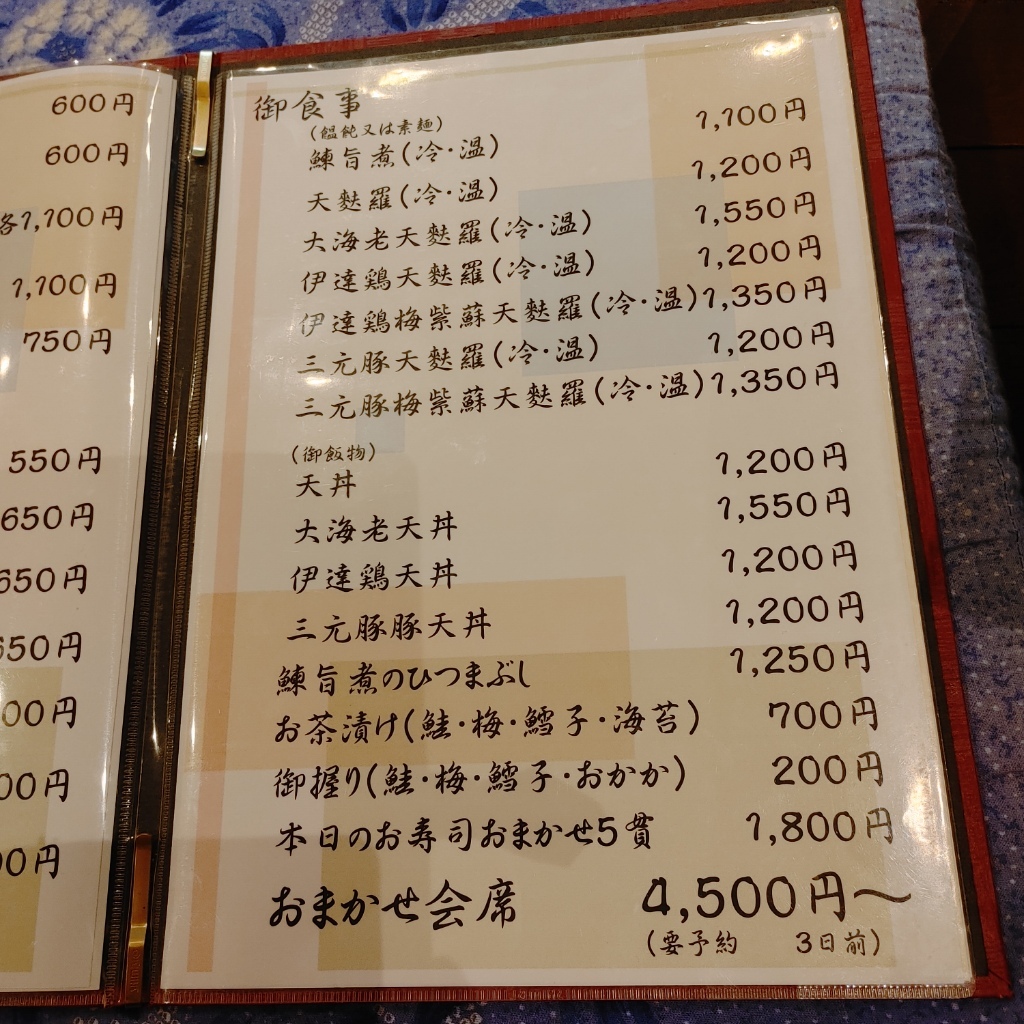 600円
600円
各1,100円
1,100円
750円
550円
650円
650円
650円
00円
00円
00円
御食事
(饂飩又は素麺)
鰊旨煮(冷・温) 1,100円
天麩羅(冷・温) 1,200円
大海老天麩羅(冷・温) 1,550円
伊達鶏天麩羅(冷・温) 1,200円
伊達鶏梅紫蘇天麩羅(冷・温) 1,350円
三元豚天麩羅(冷・温) 1,200円
三元豚梅紫蘇天麩羅(冷・温) 1,350円
(御飯物)
天丼 1,200円
大海老天丼 1,550円
伊達鶏天丼 1,200円
三元豚豚天丼 1,200円
鰊旨煮のひつまぶし 1,250円
お茶漬け(鮭・梅・鱈子・海苔) 700円
御握り(鮭・梅・鱈子・おかか) 200円
本日のお寿司おまかせ5貫 1,800円
おまかせ会席 4,500円〜
(要予約 3日前)